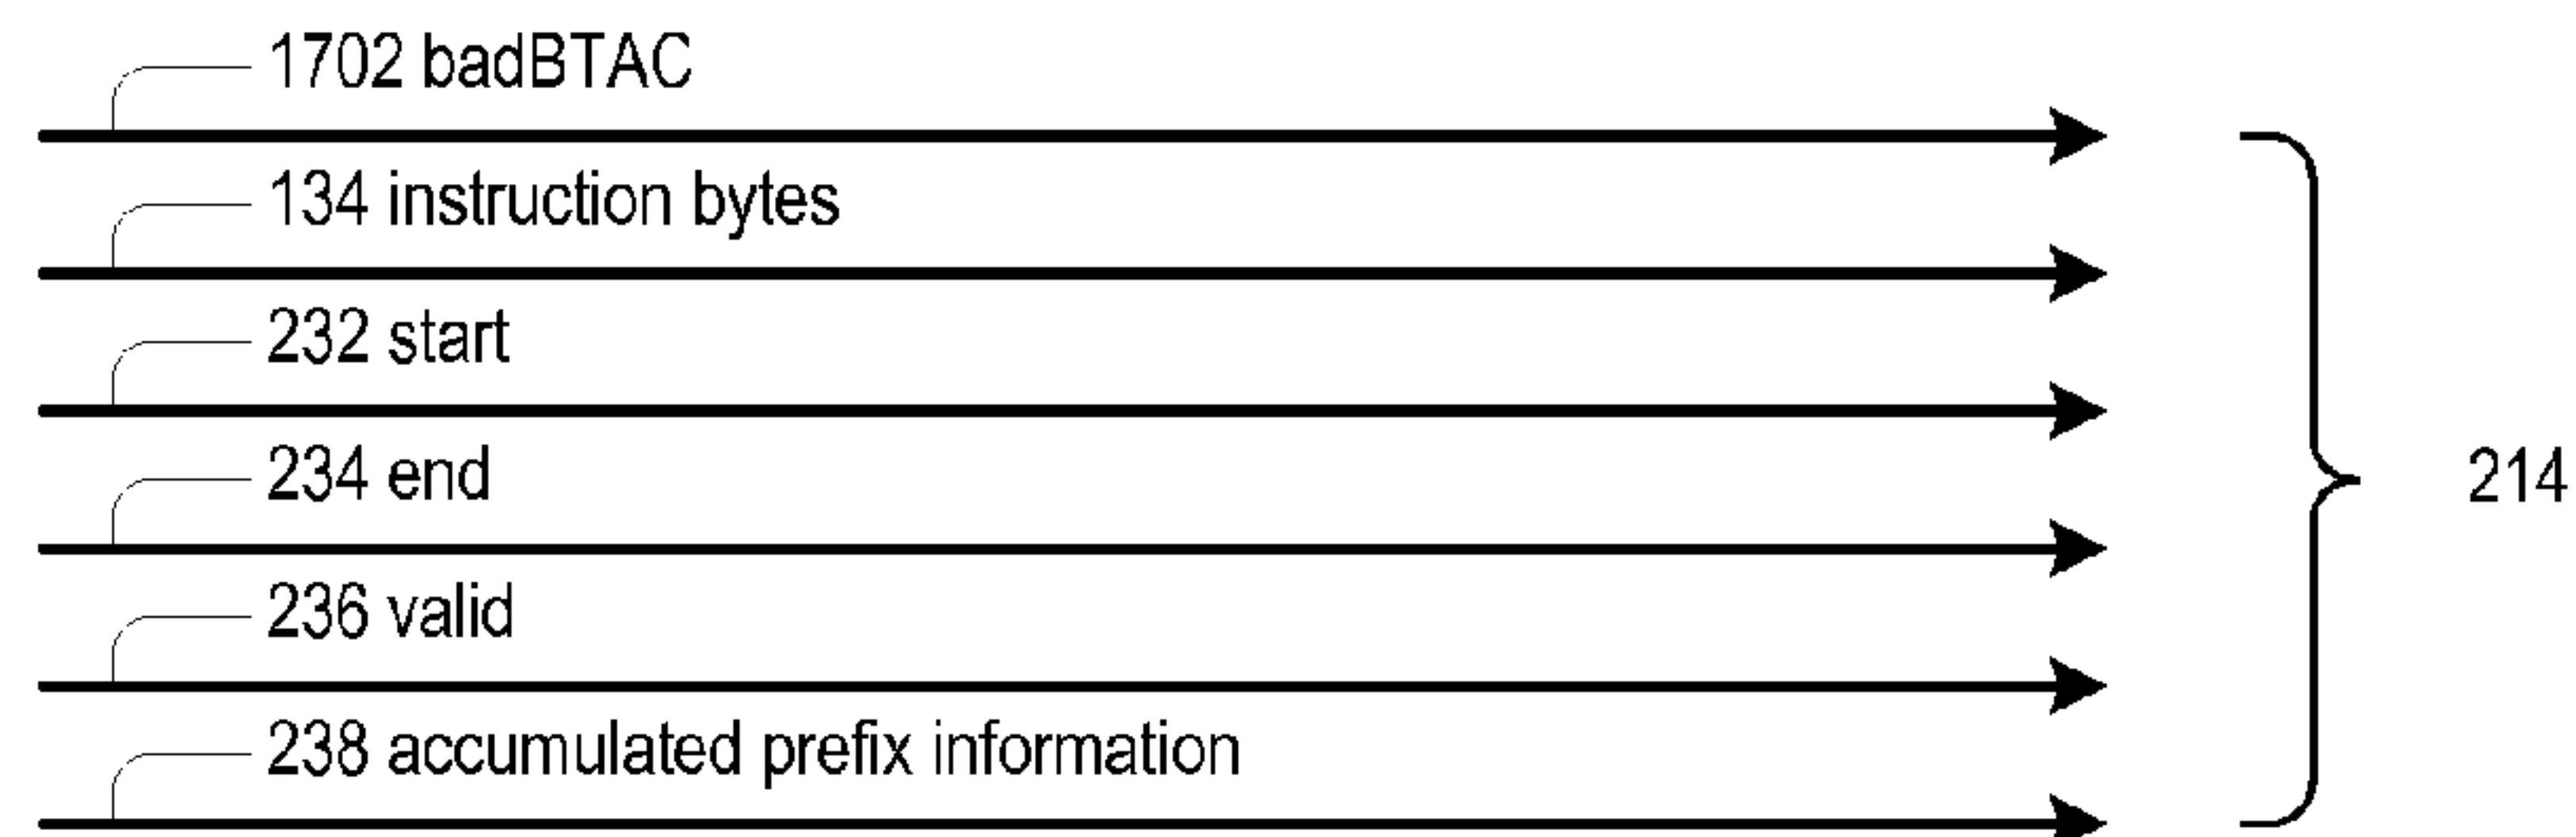 1702 badBTAC
134 instruction bytes
232 start
234 end
214
236 valid
238 accumulated prefix information